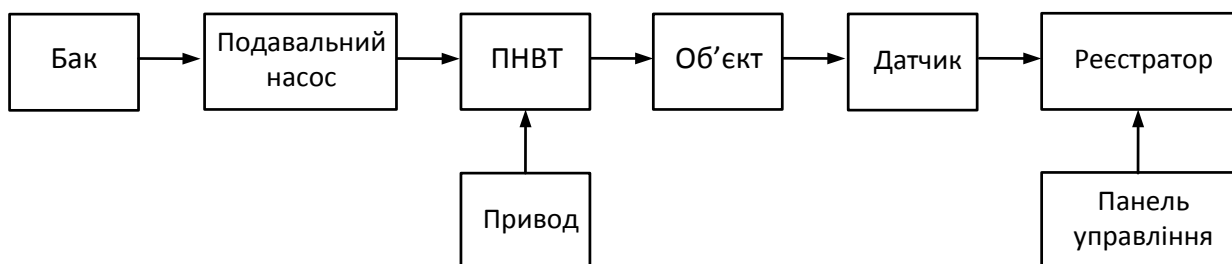 Бак
Подавальний
насос
ПНВТ
Об’єкт
Датчик
Реєстратор
Привод
Панель
управління